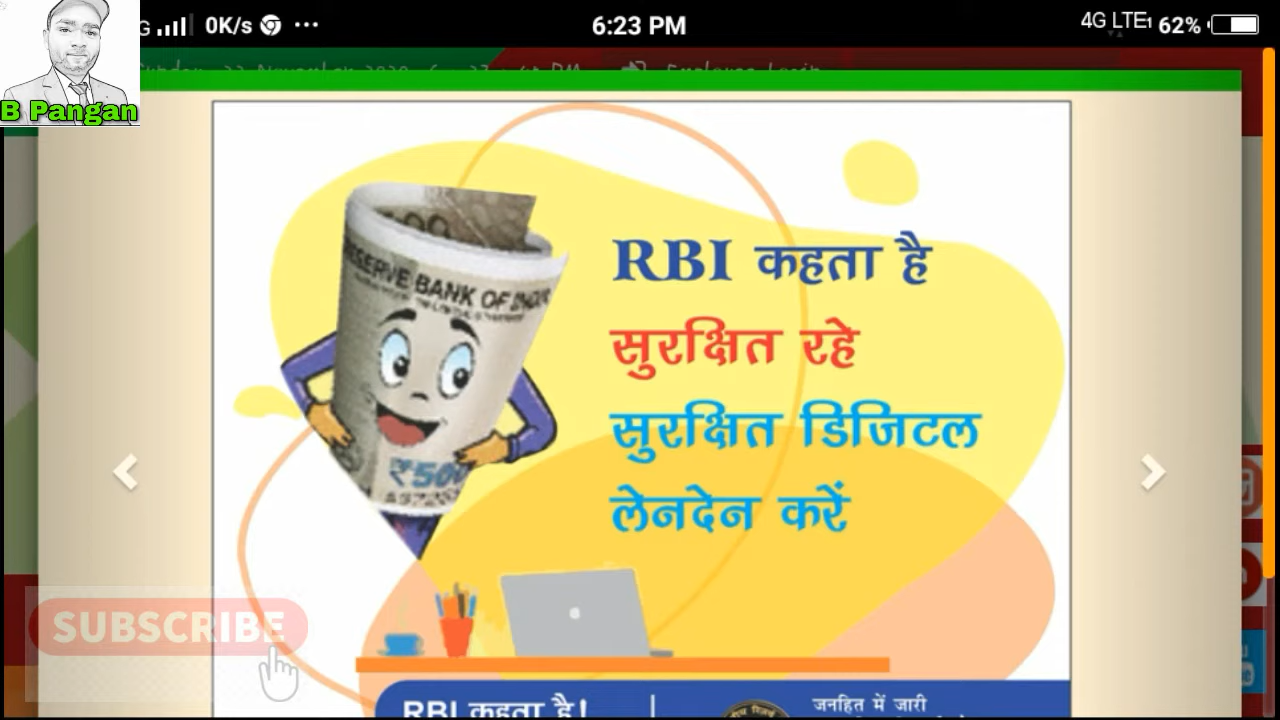 0K/s
6:23 PM
4G LTE
62%
B Pangan
RBI कहता है
सुरक्षित रहे
सुरक्षित डिजिटल
लेनदेन करें
RESERVE BANK OF INDIA
₹500
SUBSCRIBE
RBI कहता है!
जनहित में जारी